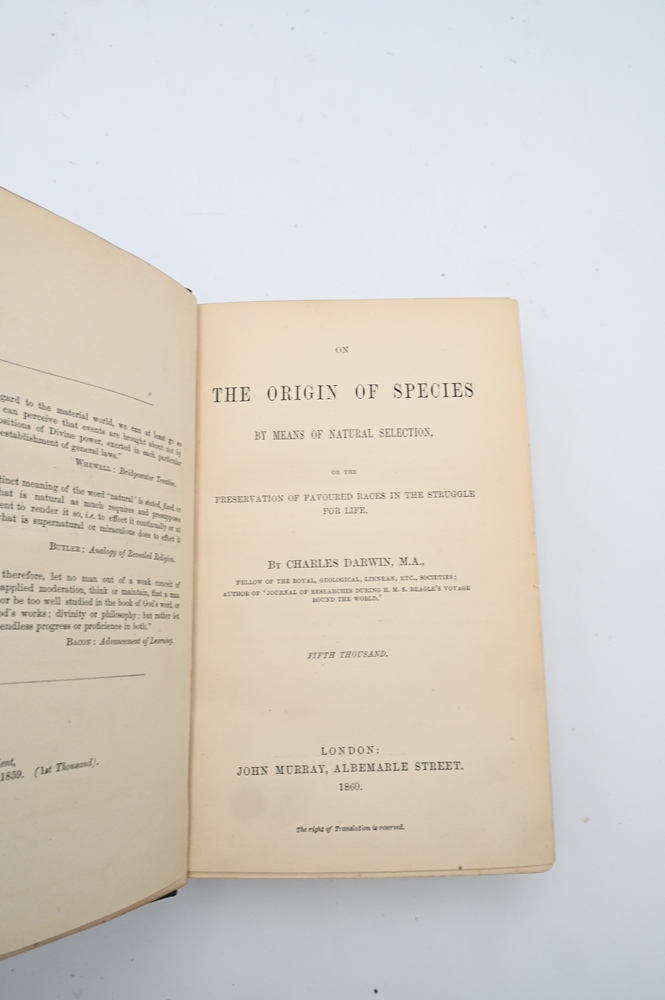 gard to the material world, we can at least go so
can perceive that events are brought about not by
positions of Divine power, exerted in each particular
establishment of general laws."
WHEWELL: Bridgewater Treatise.
tinct meaning of the word 'natural' is stated, fixed, or
hat is natural as much requires and presupposes
ent to render it so, i.e. to effect it continually or at
hat is supernatural or miraculous does to effect it
BUTLER: Analogy of Revealed Religion.
therefore, let no man out of a weak conceit of
applied moderation, think or maintain, that a man
or be too well studied in the book of God's word, or
od's works; divinity or philosophy; but rather let
endless progress or proficience in both."
BACON: Advancement of Learning.
ent,
1859. (1st Thousand).
ON
THE ORIGIN OF SPECIES
BY MEANS OF NATURAL SELECTION,
OR THE
PRESERVATION OF FAVOURED RACES IN THE STRUGGLE
FOR LIFE.
BY CHARLES DARWIN, M.A.,
FELLOW OF THE ROYAL, GEOLOGICAL, LINNEAN, ETC., SOCIETIES;
AUTHOR OF 'JOURNAL OF RESEARCHES DURING H. M. S. BEAGLE'S VOYAGE
ROUND THE WORLD.'
FIFTH THOUSAND.
LONDON:
JOHN MURRAY, ALBEMARLE STREET.
1860.
The right of Translation is reserved.